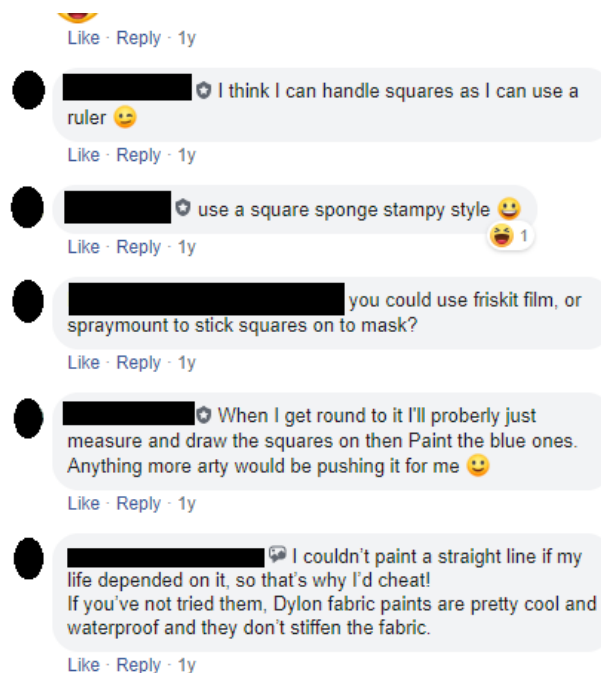 Like · Reply · 1y
I think I can handle squares as I can use a
ruler 😉
Like · Reply · 1y
use a square sponge stampy style 😀
😆 1
Like · Reply · 1y
you could use friskit film, or
spraymount to stick squares on to mask?
Like · Reply · 1y
When I get round to it I'll properly just
measure and draw the squares on then Paint the blue ones.
Anything more arty would be pushing it for me 🙂
Like · Reply · 1y
I couldn't paint a straight line if my
life depended on it, so that's why I'd cheat!
If you've not tried them, Dylon fabric paints are pretty cool and
waterproof and they don't stiffen the fabric.
Like · Reply · 1y